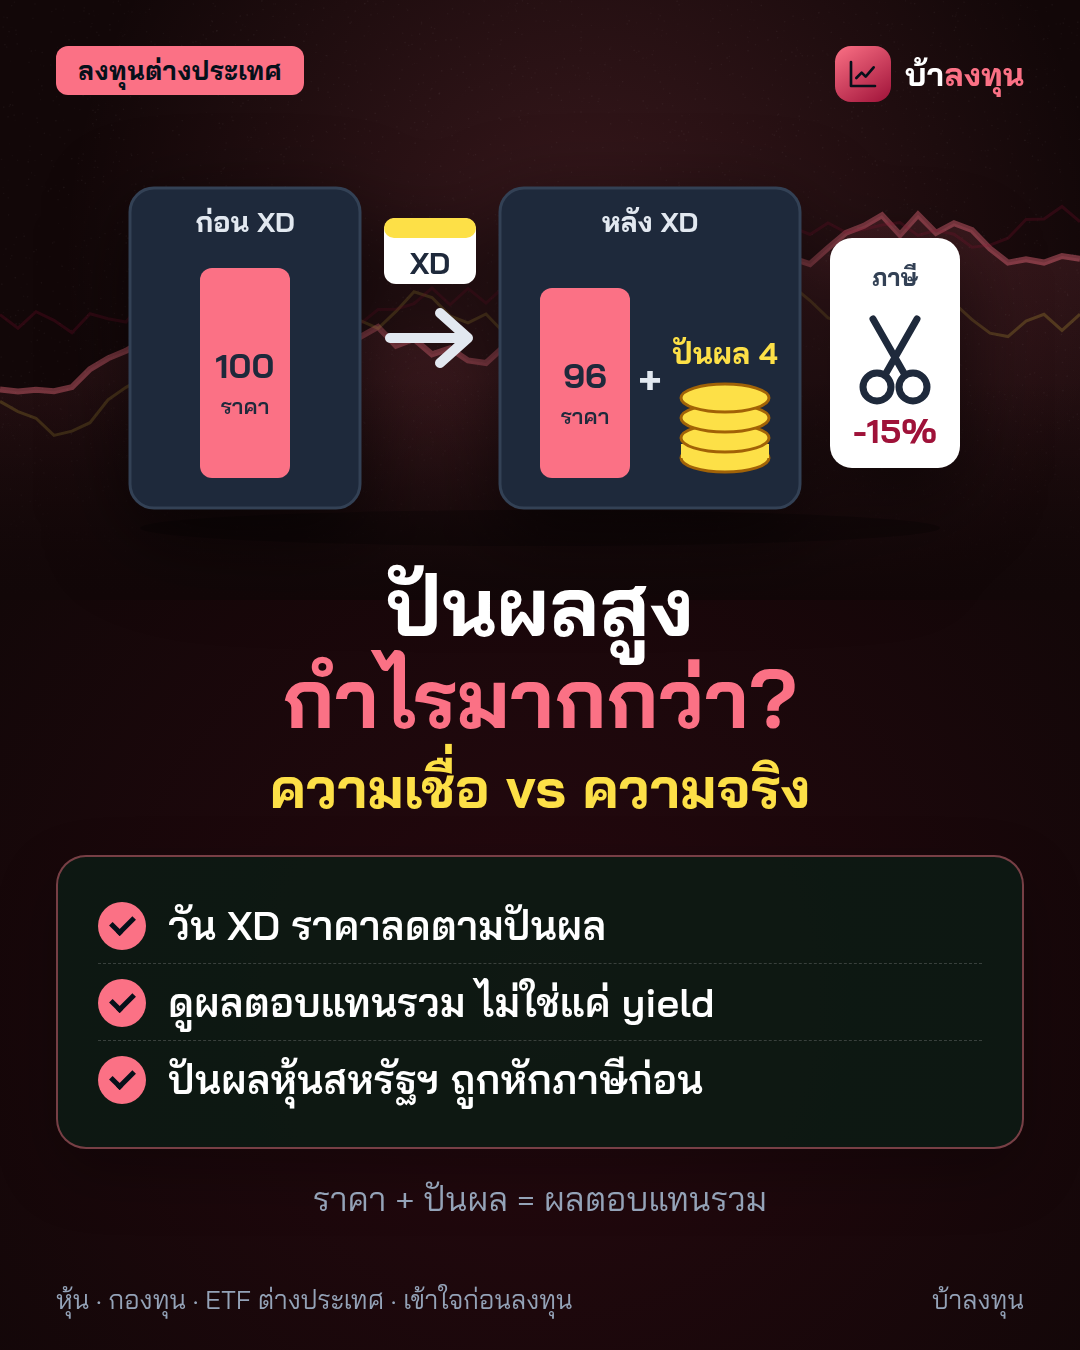 ลงทุนต่างประเทศ
บ้าลงทุน
ก่อน XD
100
ราคา
XD
หลัง XD
96
ราคา
+
ปันผล 4
ภาษี
-15%
ปันผลสูง
กำไรมากกว่า?
ความเชื่อ vs ความจริง
วัน XD ราคาลดตามปันผล
ดูผลตอบแทนรวม ไม่ใช่แค่ yield
ปันผลหุ้นสหรัฐฯ ถูกหักภาษีก่อน
ราคา + ปันผล = ผลตอบแทนรวม
หุ้น · กองทุน · ETF ต่างประเทศ · เข้าใจก่อนลงทุน
บ้าลงทุน